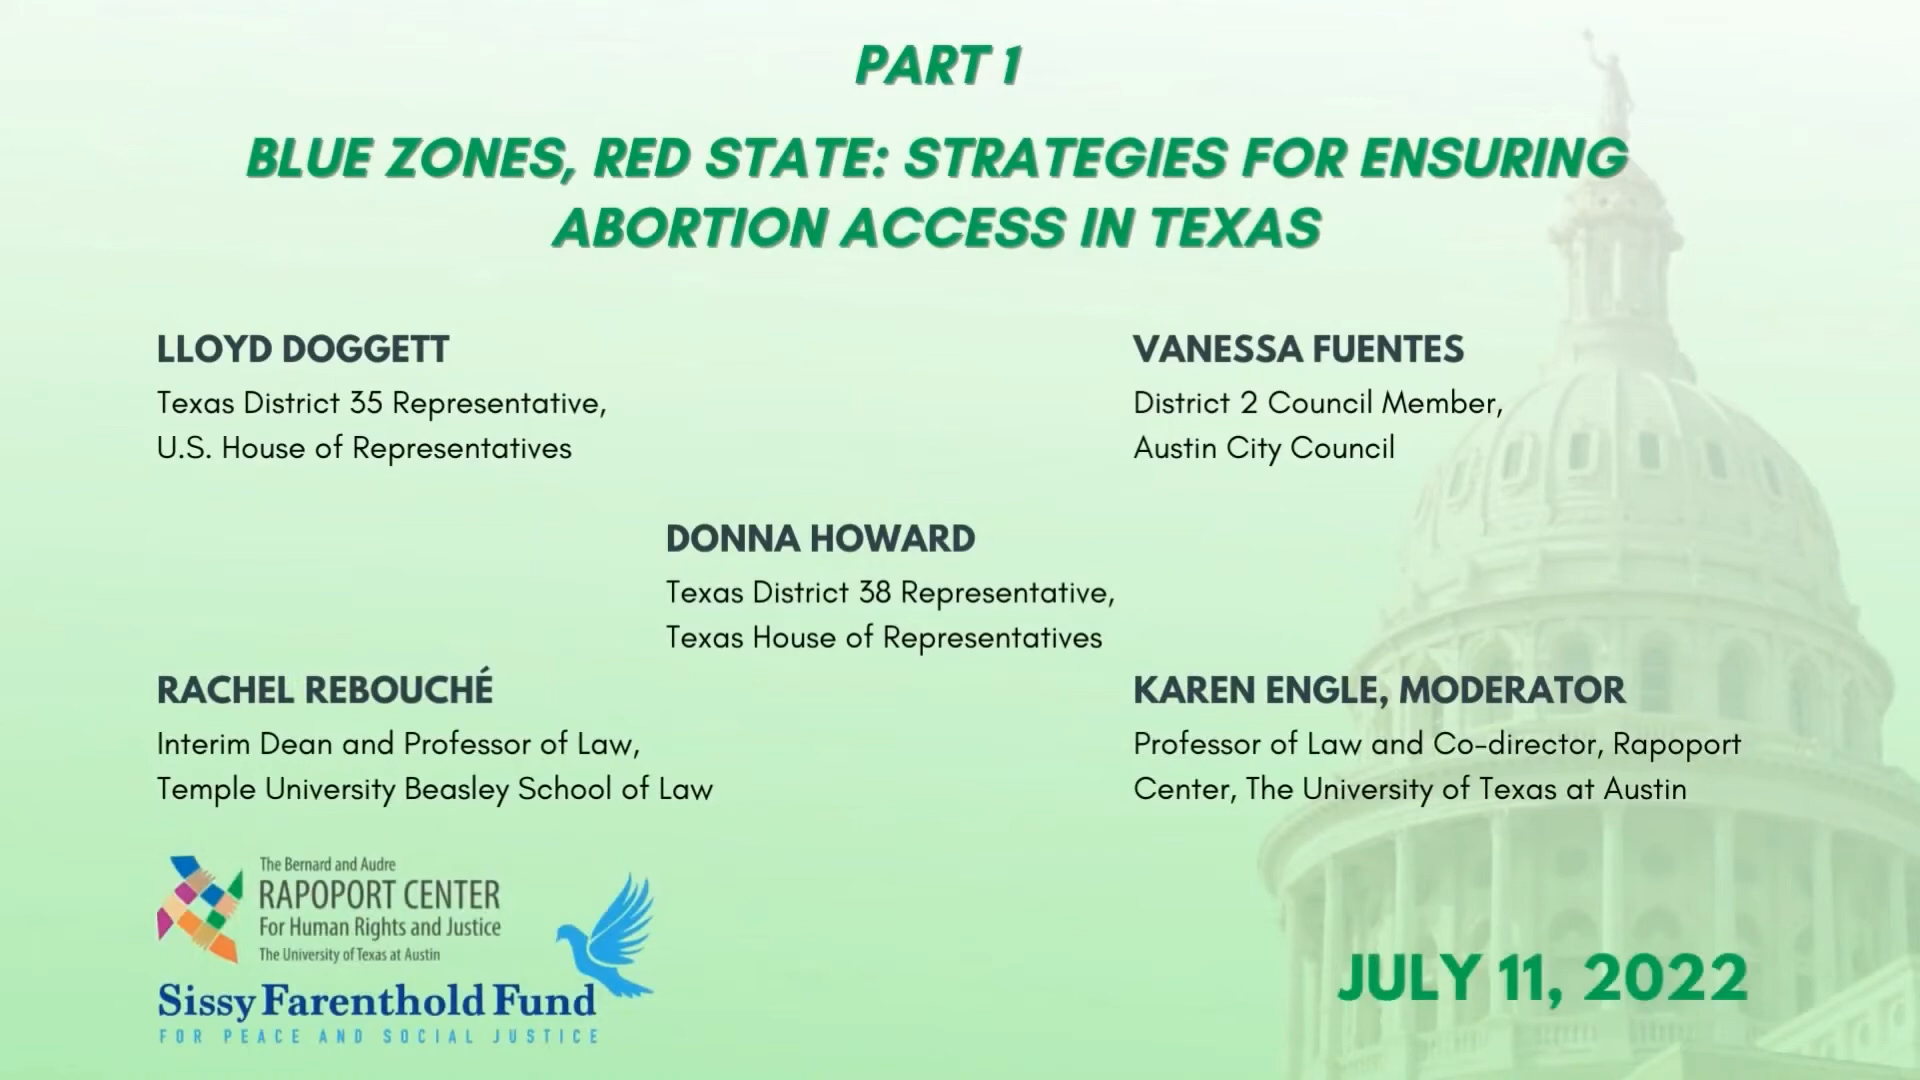 PART 1
BLUE ZONES, RED STATE: STRATEGIES FOR ENSURING
ABORTION ACCESS IN TEXAS
LLOYD DOGGETT
Texas District 35 Representative,
U.S. House of Representatives
VANESSA FUENTES
District 2 Council Member,
Austin City Council
DONNA HOWARD
Texas District 38 Representative,
Texas House of Representatives
RACHEL REBOUCHÉ
Interim Dean and Professor of Law,
Temple University Beasley School of Law
KAREN ENGLE, MODERATOR
Professor of Law and Co-director, Rapoport
Center, The University of Texas at Austin
The Bernard and Audre
RAPOPORT CENTER
For Human Rights and Justice
The University of Texas at Austin
Sissy Farenthold Fund
FOR PEACE AND SOCIAL JUSTICE
JULY 11, 2022